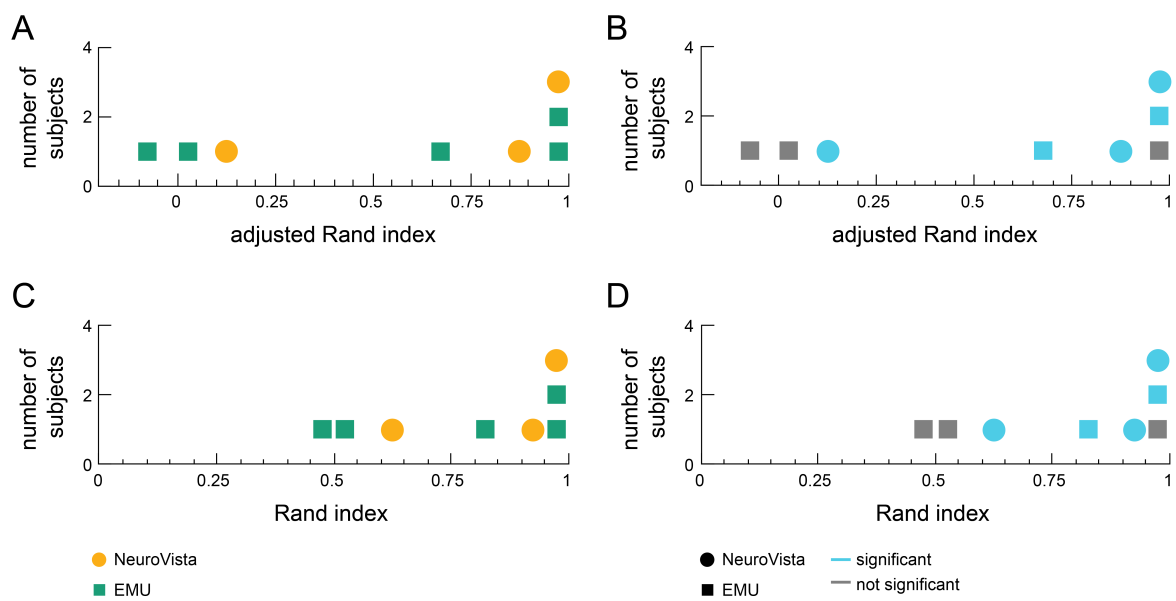 A
number of
subjects
4
2
0
0
0.25
0.5
0.75
1
adjusted Rand index
B
number of
subjects
4
2
0
0
0.25
0.5
0.75
1
adjusted Rand index
C
number of
subjects
4
2
0
0
0.25
0.5
0.75
1
Rand index
D
number of
subjects
4
2
0
0
0.25
0.5
0.75
1
Rand index
NeuroVista
EMU
NeuroVista
EMU
significant
not significant